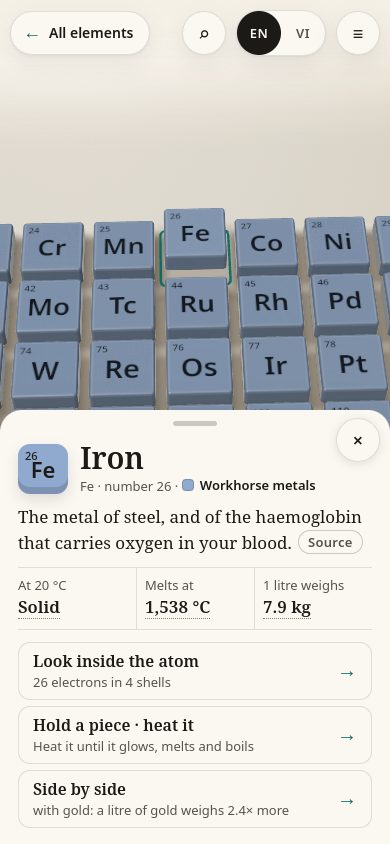 ← All elements
EN VI
24 Cr 25 Mn 26 Fe 27 Co 28 Ni
42 Mo 43 Tc 44 Ru 45 Rh 46 Pd
74 W 75 Re 76 Os 77 Ir 78 Pt
26 Fe
Iron
Fe · number 26 · Workhorse metals
The metal of steel, and of the haemoglobin
that carries oxygen in your blood. Source
At 20 °C Melts at 1 litre weighs
Solid 1,538 °C 7.9 kg
Look inside the atom
26 electrons in 4 shells →
Hold a piece · heat it
Heat it until it glows, melts and boils →
Side by side
with gold: a litre of gold weighs 2.4× more →